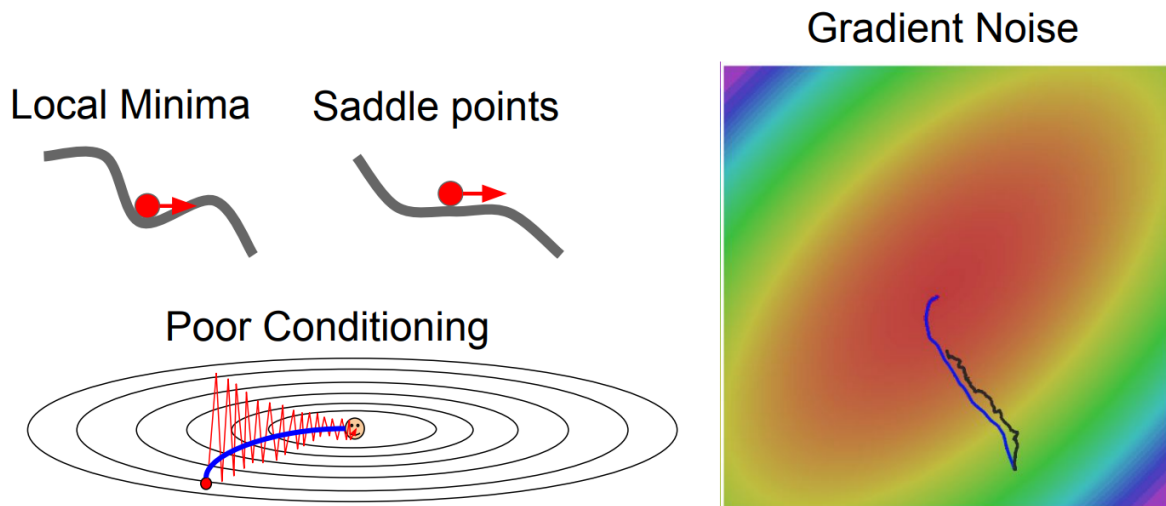 Gradient Noise
Local Minima
Saddle points
Poor Conditioning